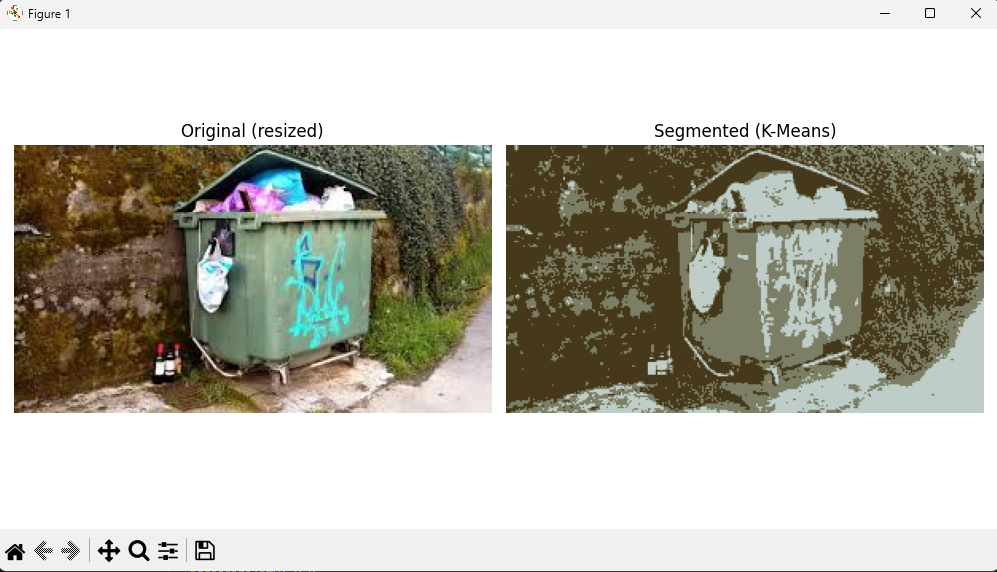 Figure 1
Original (resized)
Segmented (K-Means)